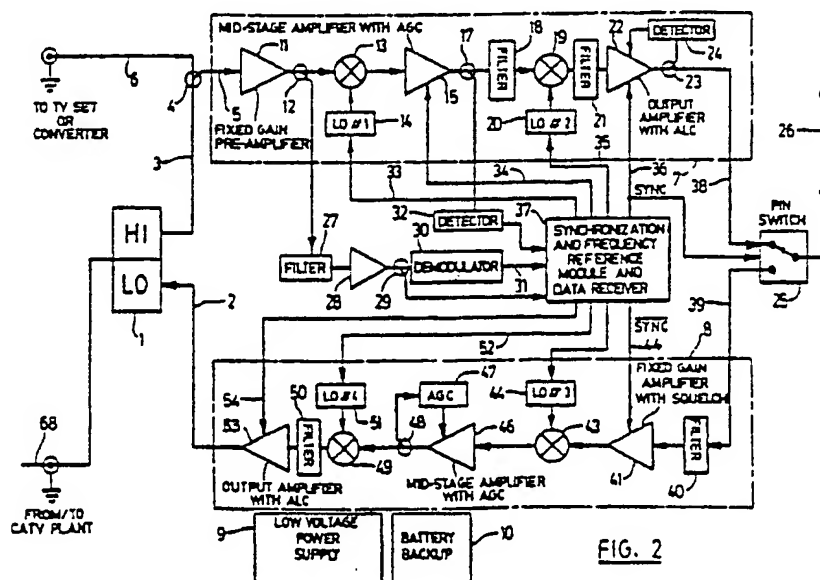 MID-STAGE AMPLIFIER WITH AGC
11
13
17
18
19
22
DETECTOR
24
6
4
5
12
15
FILTER
FILTER
23
TO TV SET
OR
CONVERTER
FIXED GAIN
PRE-AMPLIFIER
LO #1
14
20
LO #2
21
OUTPUT
AMPLIFIER
WITH ALC
26
3
33
34
35
36
7
38
SYNC
PIN
SWITCH
HI
LO
1
27
FILTER
28
29
30
DEMODULATOR
31
32
DETECTOR
37
SYNCHRONIZATION
AND FREQUENCY
REFERENCE
MODULE AND
DATA RECEIVER
25
2
52
SYNC
44
39
8
54
50
FILTER
LO #4
51
47
AGC
48
46
44
LO #3
FIXED GAIN
AMPLIFIER
WITH SQUELCH
68
53
49
43
41
FILTER
40
OUTPUT AMPLIFIER
WITH ALC
MID-STAGE AMPLIFIER
WITH AGC
FROM/TO
CATV PLANT
9
LOW VOLTAGE
POWER
SUPPLY
BATTERY
BACKUP
10
FIG. 2